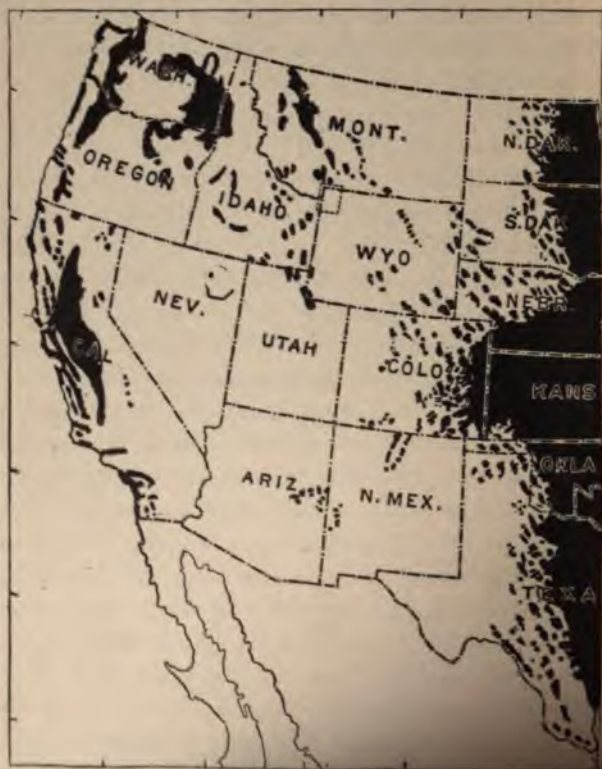 WASH.
MONT.
N.DAK.
OREGON
IDAHO
S.DAK
WYO
NEBR.
NEV.
UTAH
COLO
CAL
KANS
ARIZ
N. MEX.
OKLA
TEXA